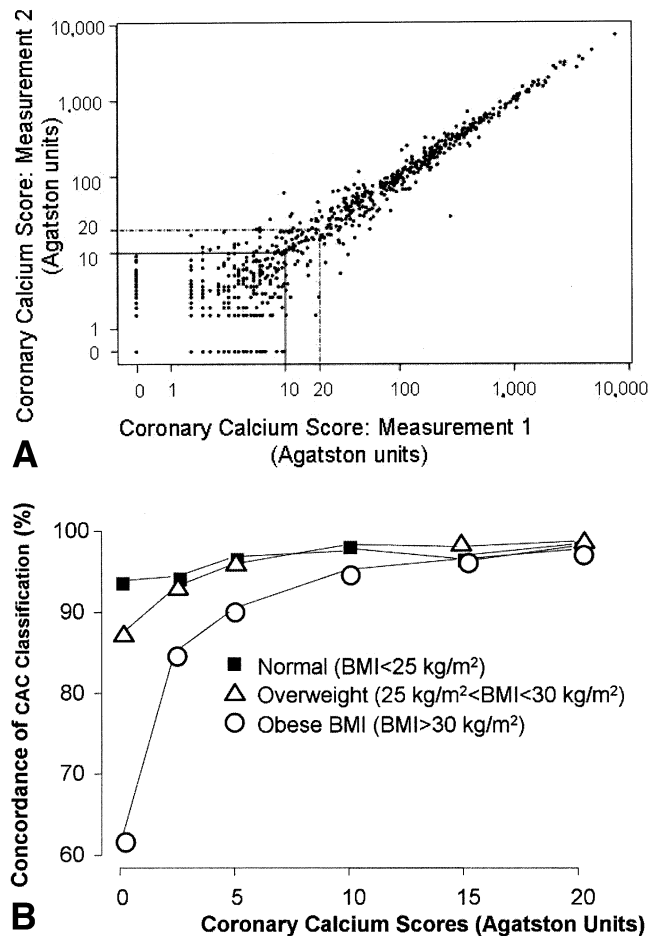 Coronary Calcium Score: Measurement 2
(Agatston units)
10,000
1,000
100
20
10
1
0
0 1 10 20 100 1,000 10,000
Coronary Calcium Score: Measurement 1
(Agatston units)
A
Concordance of CAC Classification (%)
100
90
80
70
60
Normal (BMI<25 kg/m²)
Overweight (25 kg/m²<BMI<30 kg/m²)
Obese BMI (BMI>30 kg/m²)
0 5 10 15 20
B
Coronary Calcium Scores (Agatston Units)